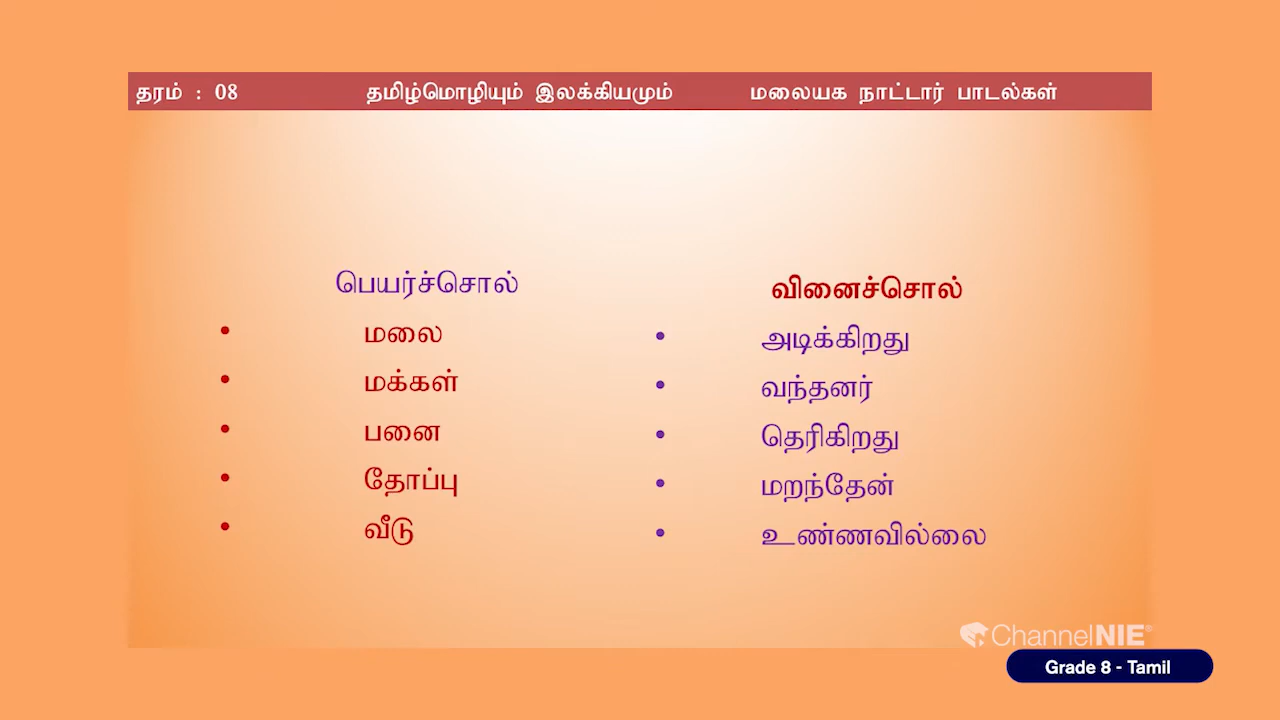 தரம் : 08 தமிழ்மொழியும் இலக்கியமும் மலையக நாட்டார் பாடல்கள்
பெயர்ச்சொல்
• மலை
• மக்கள்
• பனை
• தோப்பு
• வீடு
வினைச்சொல்
• அடிக்கிறது
• வந்தனர்
• தெரிகிறது
• மறந்தேன்
• உண்ணவில்லை
ChannelNIE®
Grade 8 - Tamil